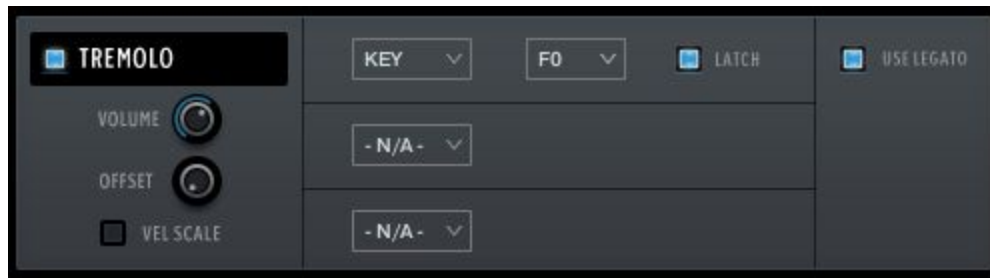 TREMOLO
KEY F0 LATCH USE LEGATO
VOLUME
- N/A -
OFFSET
VEL SCALE
- N/A -